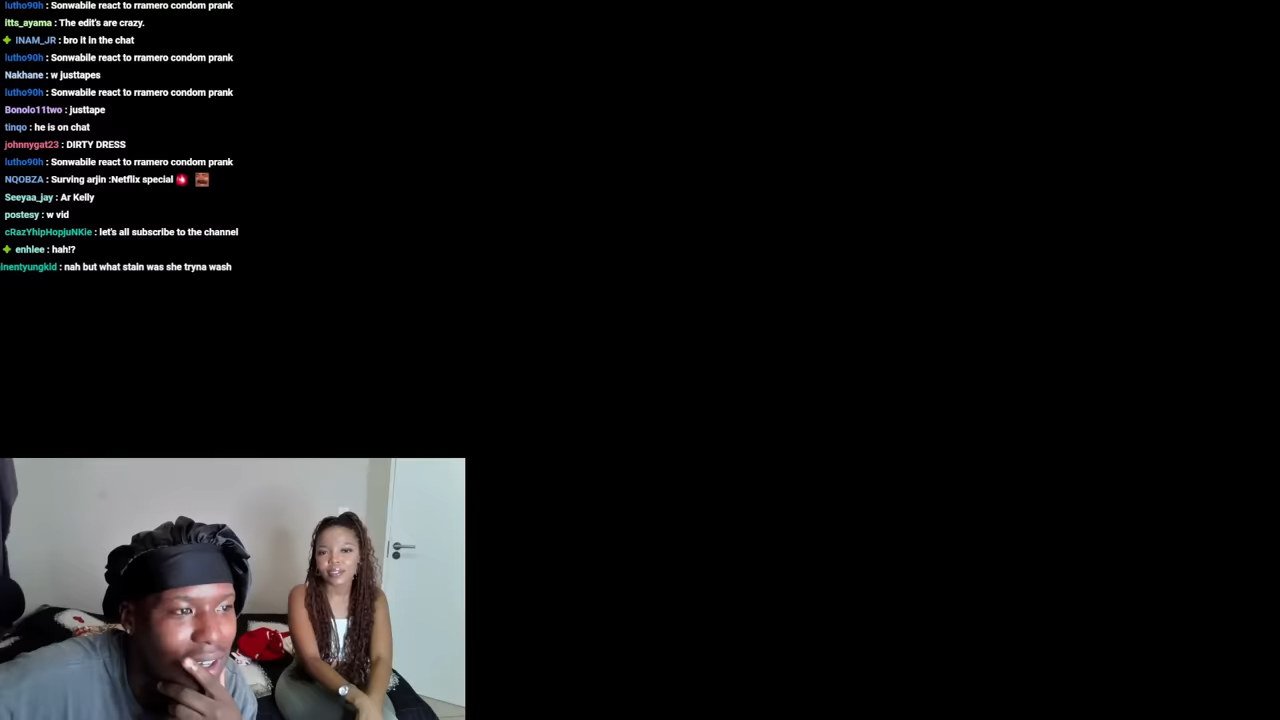 lutho90h : Sonwabile react to rramero condom prank
itts_ayama : The edit's are crazy.
INAM_JR : bro it in the chat
lutho90h : Sonwabile react to rramero condom prank
Nakhane : w justtapes
lutho90h : Sonwabile react to rramero condom prank
Bonolo11two : justtape
tinqo : he is on chat
johnnygat23 : DIRTY DRESS
lutho90h : Sonwabile react to rramero condom prank
NQOBZA : Surving arjin :Netflix special
Seeyaa_jay : Ar Kelly
postesy : w vid
cRazYhipHopjuNKie : let's all subscribe to the channel
enhlee : hah!?
inentyungkid : nah but what stain was she tryna wash